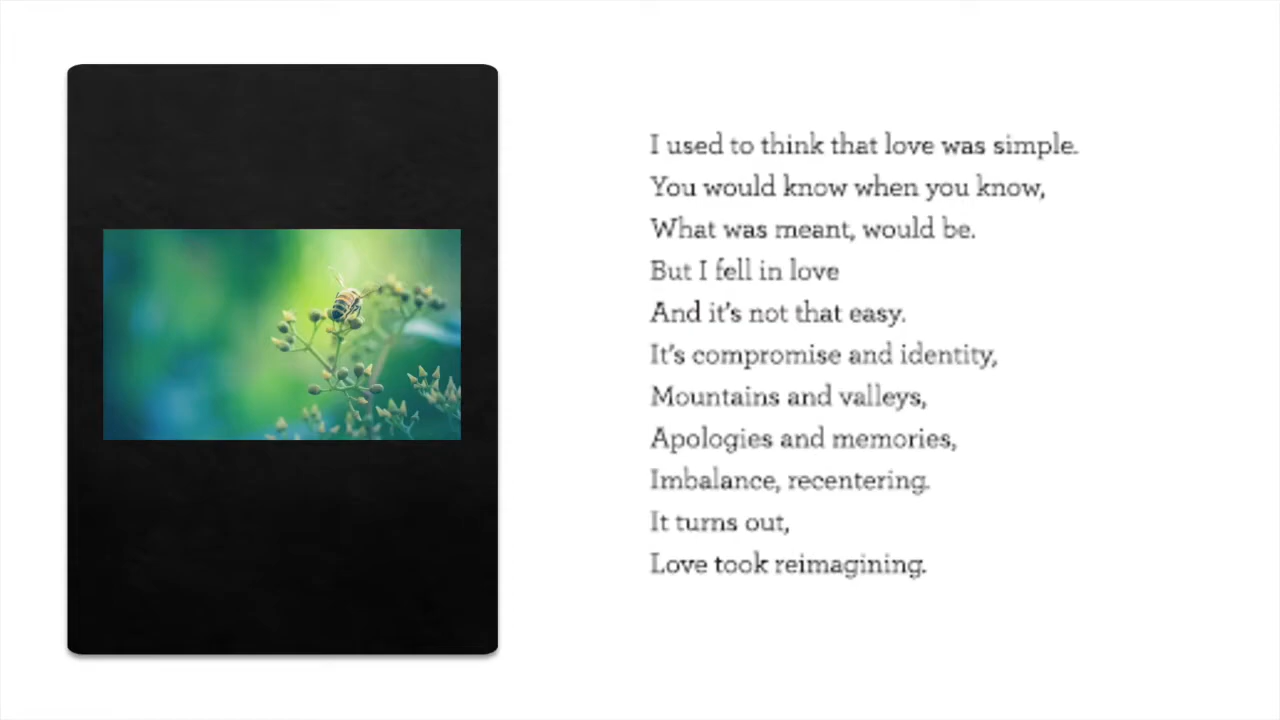 I used to think that love was simple.
You would know when you know,
What was meant, would be.
But I fell in love
And it's not that easy.
It's compromise and identity,
Mountains and valleys,
Apologies and memories,
Imbalance, recentering.
It turns out,
Love took reimagining.